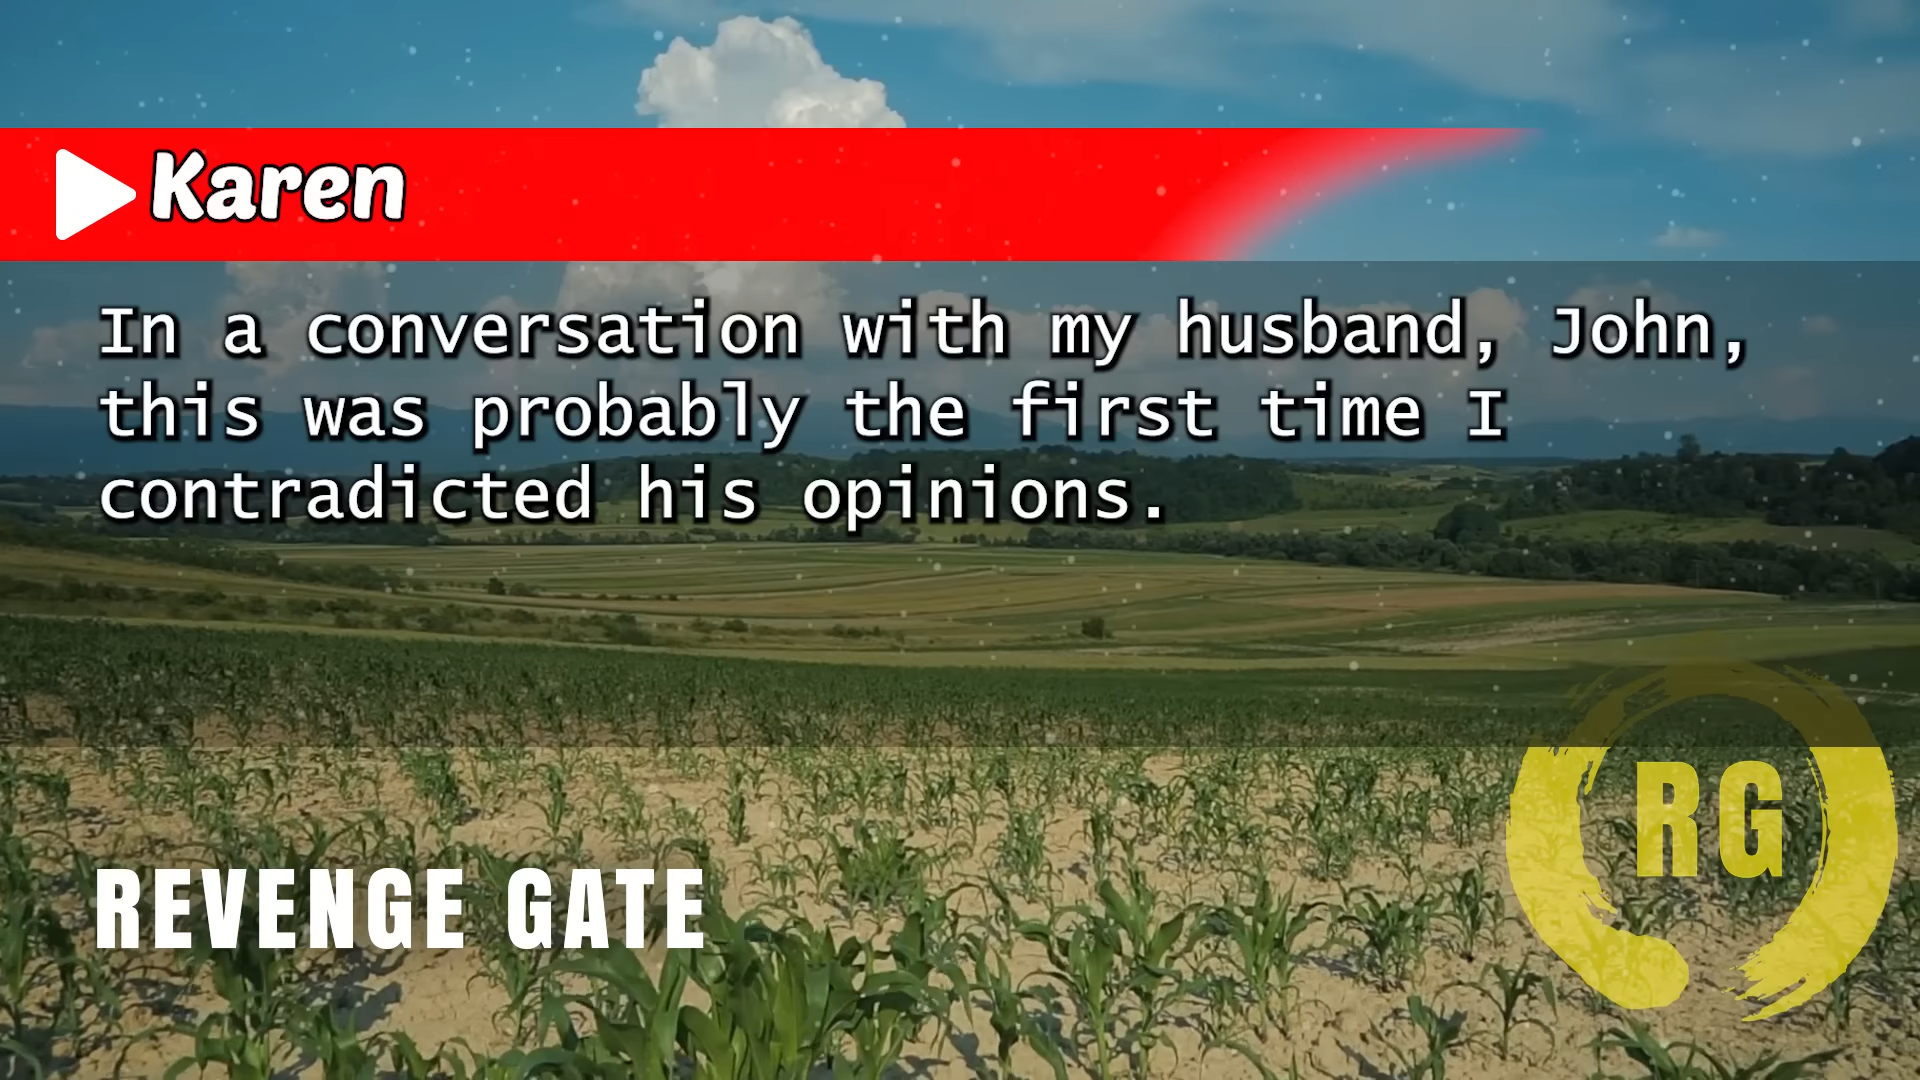 Karen
In a conversation with my husband, John,
this was probably the first time I
contradicted his opinions.
REVENGE GATE
RG